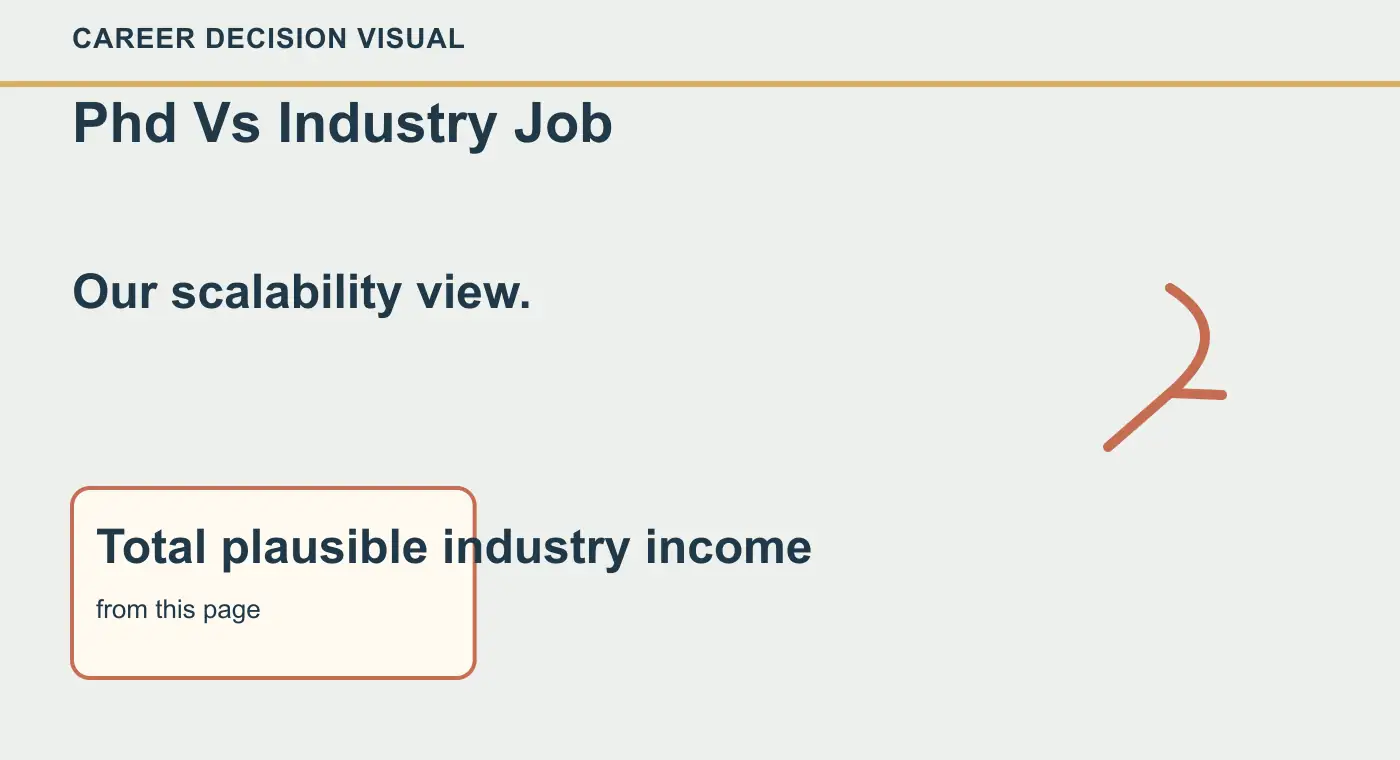 CAREER DECISION VISUAL
Phd Vs Industry Job
Our scalability view.
Total plausible industry income
from this page